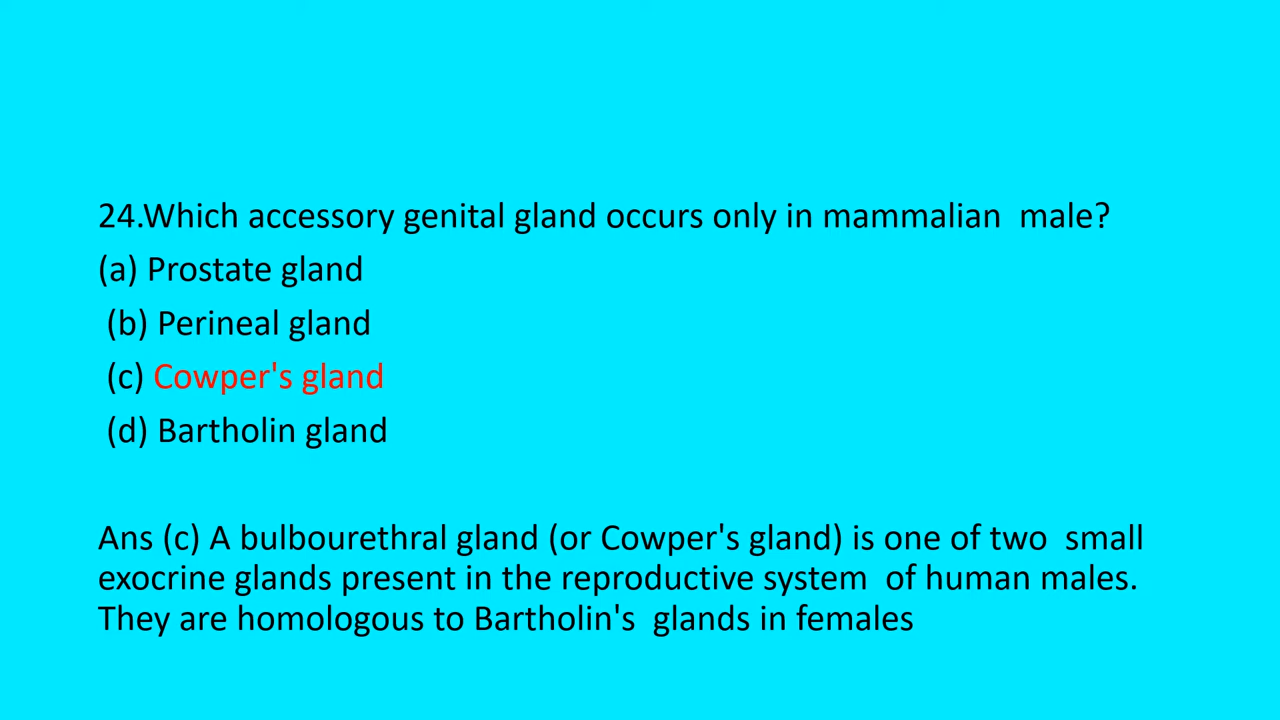 24.Which accessory genital gland occurs only in mammalian  male?
(a) Prostate gland
(b) Perineal gland
(c) Cowper's gland
(d) Bartholin gland
Ans (c) A bulbourethral gland (or Cowper's gland) is one of two  small
exocrine glands present in the reproductive system  of human males.
They are homologous to Bartholin's  glands in females